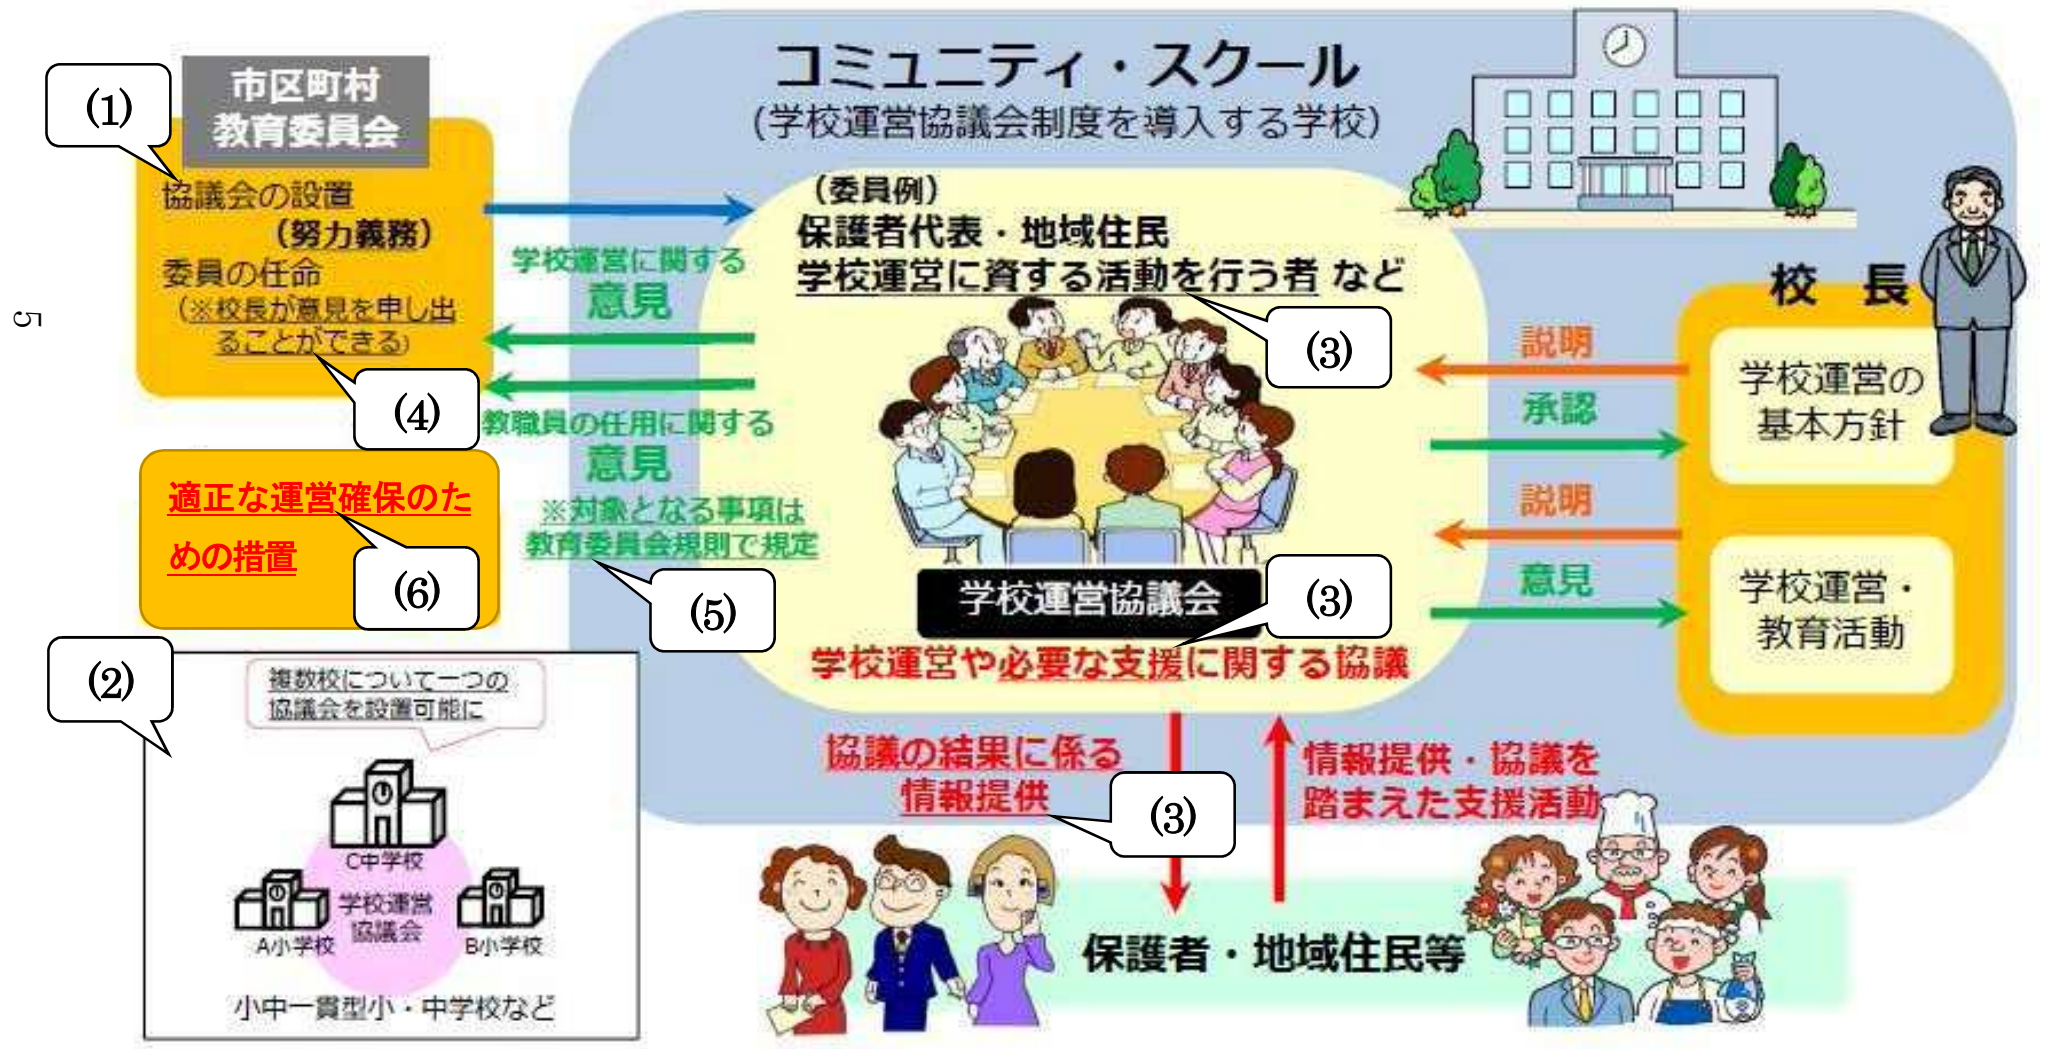 コミュニティ・スクール
(学校運営協議会制度を導入する学校)
(1)
市区町村
教育委員会
協議会の設置
(努力義務)
委員の任命
(※校長が意見を申し出
ることができる)
(4)
適正な運営確保のた
めの措置
(6)
学校運営に関する
意見
教職員の任用に関する
意見
※対象となる事項は
教育委員会規則で規定
(5)
(委員例)
保護者代表・地域住民
学校運営に資する活動を行う者 など
(3)
学校運営協議会
(3)
学校運営や必要な支援に関する協議
校 長
説明
承認
学校運営の
基本方針
説明
意見
学校運営・
教育活動
協議の結果に係る
情報提供
(3)
情報提供・協議を
踏まえた支援活動
保護者・地域住民等
(2)
複数校について一つの
協議会を設置可能に
C中学校
学校運営
協議会
A小学校
B小学校
小中一貫型小・中学校など
5